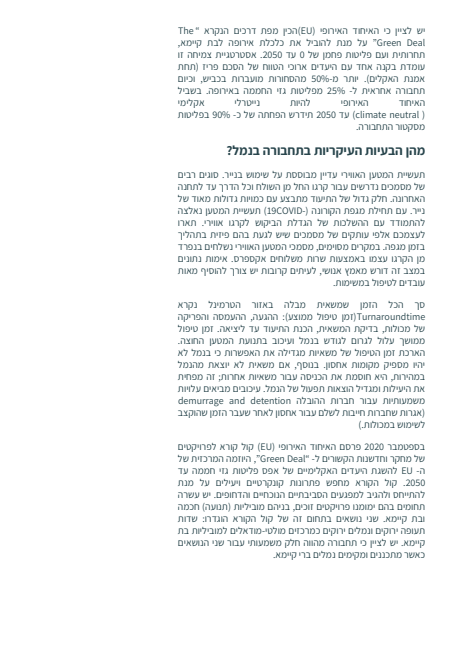 יש לציין כי האיחוד האירופי (EU)הכין מפת דרכים הנקרא "The
Green Deal" על מנת להוביל את כלכלת אירופה לבת קיימא,
תחרותית ועם פליטות פחמן של 0 עד 2050. אסטרטגיית צמיחה זו
עומדת בקנה אחד עם היעדים ארוכי הטווח של הסכם פריז (תחת
אמנת האקלים). יותר מ-50% מהסחורות מועברות בכביש, וכיום
תחבורה אחראית ל- 25% מפליטות גזי החממה באירופה. בשביל
האיחוד האירופי להיות נייטרלי אקלימי
(climate neutral ) עד 2050 תידרש הפחתה של כ- 90% בפליטות
מסקטור התחבורה.
מהן הבעיות העיקריות בתחבורה בנמל?
תעשיית המטען האווירי עדיין מבוססת על שימוש בנייר. סוגים רבים
של מסמכים נדרשים עבור קרגו החל מן השולח וכל הדרך עד לתחנה
האחרונה. חלק גדול של התיעוד מתבצע עם כמויות גדולות מאוד של
נייר. עם תחילת מגפת הקורונה (-19COVID) תעשיית המטען נאלצה
להתמודד עם ההשלכות של הגדלת הביקוש לקרגו אווירי. תארו
לעצמכם אלפי עותקים של מסמכים שיש לגעת בהם פיזית בתהליך
בזמן מגפה. במקרים מסוימים, מסמכי המטען האווירי נשלחים בנפרד
מן הקרגו עצמו באמצעות שרות משלוחים אקספרס. אימות נתונים
במצב זה דורש מאמץ אנושי, לעיתים קרובות יש צורך להוסיף מאות
עובדים לטיפול במשימות.
סך הכל הזמן שמשאית מבלה באזור הטרמינל נקרא
Turnaroundtime(זמן טיפול ממוצע): ההגעה, ההעמסה והפריקה
של מכולות, בדיקת המשאית, הכנת התיעוד עד ליציאה. זמן טיפול
ממושך עלול לגרום לגודש בנמל ועיכוב בתנועת המטען החוצה.
הארכת זמן הטיפול של משאיות מגדילה את האפשרות כי בנמל לא
יהיו מספיק מקומות אחסון. בנוסף, אם משאית לא יוצאת מהנמל
במהירות, היא חוסמת את הכניסה עבור משאיות אחרות; זה מפחית
את היעילות ומגדיל הוצאות תפעול של הנמל. עיכובים מביאים עלויות
משמעותיות עבור חברות ההובלה demurrage and detention
(אגרות שחברות חייבות לשלם עבור אחסון לאחר שעבר הזמן שהוקצב
לשימוש במכולות.)
בספטמבר 2020 פרסם האיחוד האירופי (EU) קול קורא לפרויקטים
של מחקר וחדשנות הקשורים ל- "Green Deal", היוזמה המרכזית של
ה- EU להשגת היעדים האקלימיים של אפס פליטות גזי חממה עד
2050. קול הקורא מחפש פתרונות קונקרטיים ויעילים על מנת
להתייחס ולהגיב למפגעים הסביבתיים הנוכחיים והדחופים. יש עשרה
תחומים בהם ימומנו פרויקטים זוכים, בניהם מוביליות (תנועה) חכמה
ובת קיימא. שני נושאים בתחום זה של קול הקורא הוגדרו: שדות
תעופה ירוקים ונמלים ירוקים כמרכזים מולטי-מודאלים למוביליות בת
קיימא. יש לציין כי תחבורה מהווה חלק משמעותי עבור שני הנושאים
כאשר מתכננים ומקימים נמלים ברי קיימא.